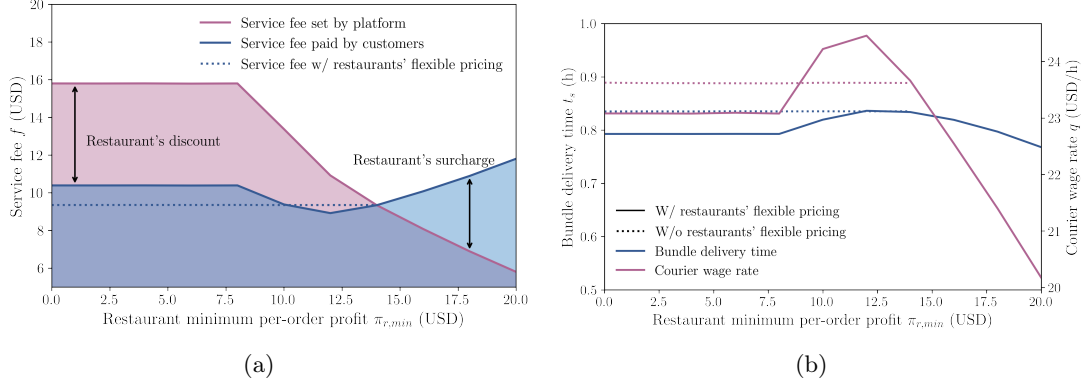 20
18
16
14
12
10
8
6
Service fee f (USD)
Service fee set by platform
Service fee paid by customers
Service fee w/ restaurants' flexible pricing
Restaurant's discount
Restaurant's surcharge
0.0 2.5 5.0 7.5 10.0 12.5 15.0 17.5 20.0
Restaurant minimum per-order profit π_{r,min} (USD)
(a)
1.0
0.9
0.8
0.7
0.6
0.5
Bundle delivery time t_s (h)
W/ restaurants' flexible pricing
W/o restaurants' flexible pricing
Bundle delivery time
Courier wage rate
24
23
22
21
20
Courier wage rate q (USD/h)
0.0 2.5 5.0 7.5 10.0 12.5 15.0 17.5 20.0
Restaurant minimum per-order profit π_{r,min} (USD)
(b)